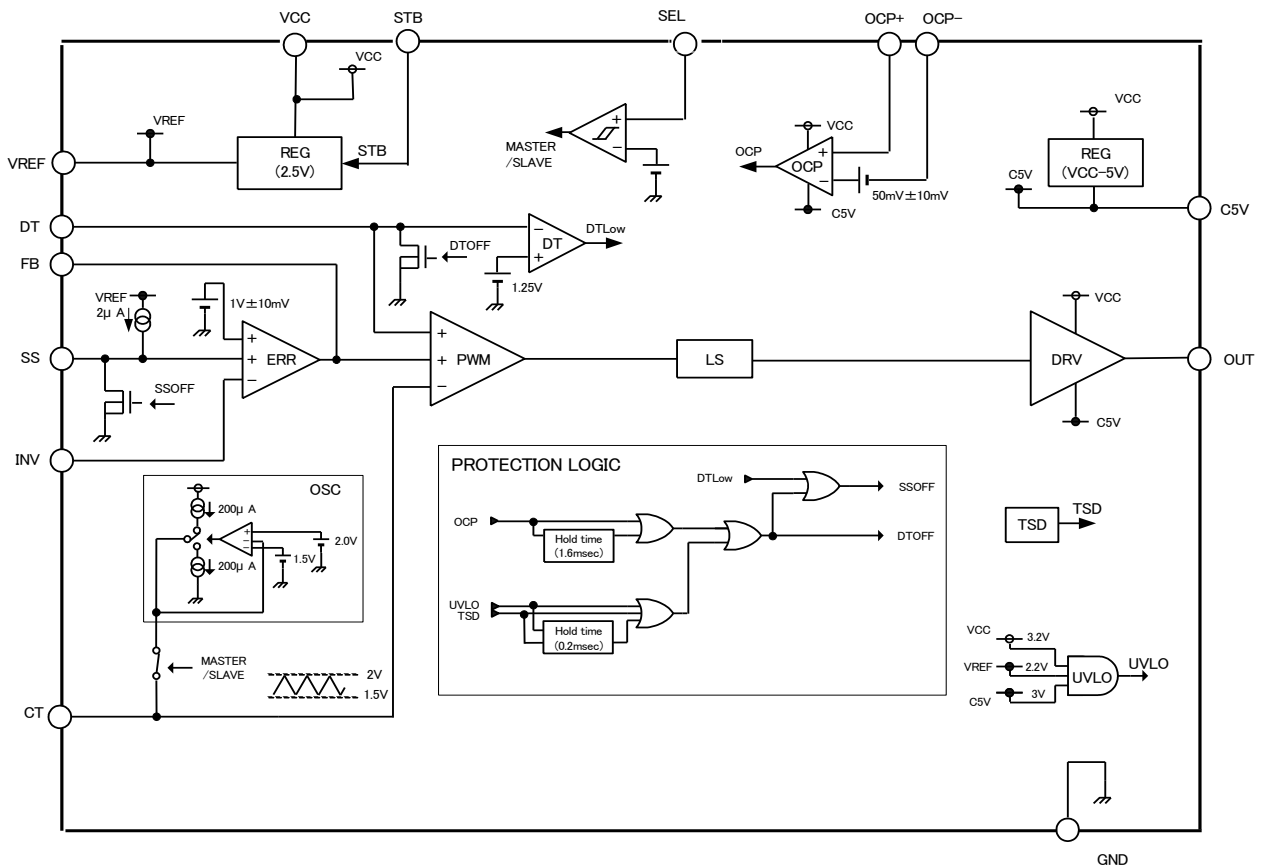 VCC
STB
SEL
OCP+
OCP−
VCC
VREF
VREF
REG
(2.5V)
STB
MASTER
/SLAVE
+
−
VCC
OCP
OCP
+
−
C5V
50mV±10mV
VCC
REG
(VCC−5V)
C5V
C5V
DT
FB
DTOFF
−
DT
+
DTLow
1.25V
VREF
2μ A
1V±10mV
SS
+
+
−
ERR
SSOFF
INV
+
+
−
PWM
LS
VCC
DRV
C5V
OUT
OSC
200μ A
200μ A
+
−
−
2.0V
1.5V
MASTER
/SLAVE
2V
1.5V
CT
PROTECTION LOGIC
DTLow
SSOFF
OCP
Hold time
(1.6msec)
DTOFF
UVLO
TSD
Hold time
(0.2msec)
TSD
TSD
VCC
3.2V
VREF
2.2V
C5V
3V
UVLO
UVLO
GND